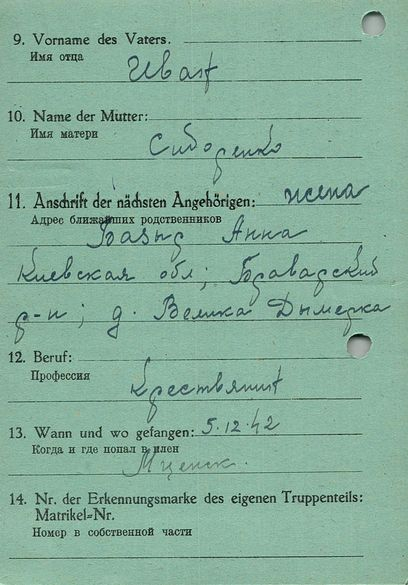 9. Vorname des Vaters.
Имя отца
Иван
10. Name der Mutter:
Имя матери
Сидоренко
11. Anschrift der nächsten Angehörigen: жена
Адрес ближайших родственников
Анна
Киевская обл; Броварский
р-н; д. Велика Дымерка
12. Beruf:
Профессия
Крествянин
13. Wann und wo gefangen: 5.12.42
Когда и где попал в плен
Мценск.
14. Nr. der Erkennungsmarke des eigenen Truppenteils:
Matrikel-Nr.
Номер в собственной части